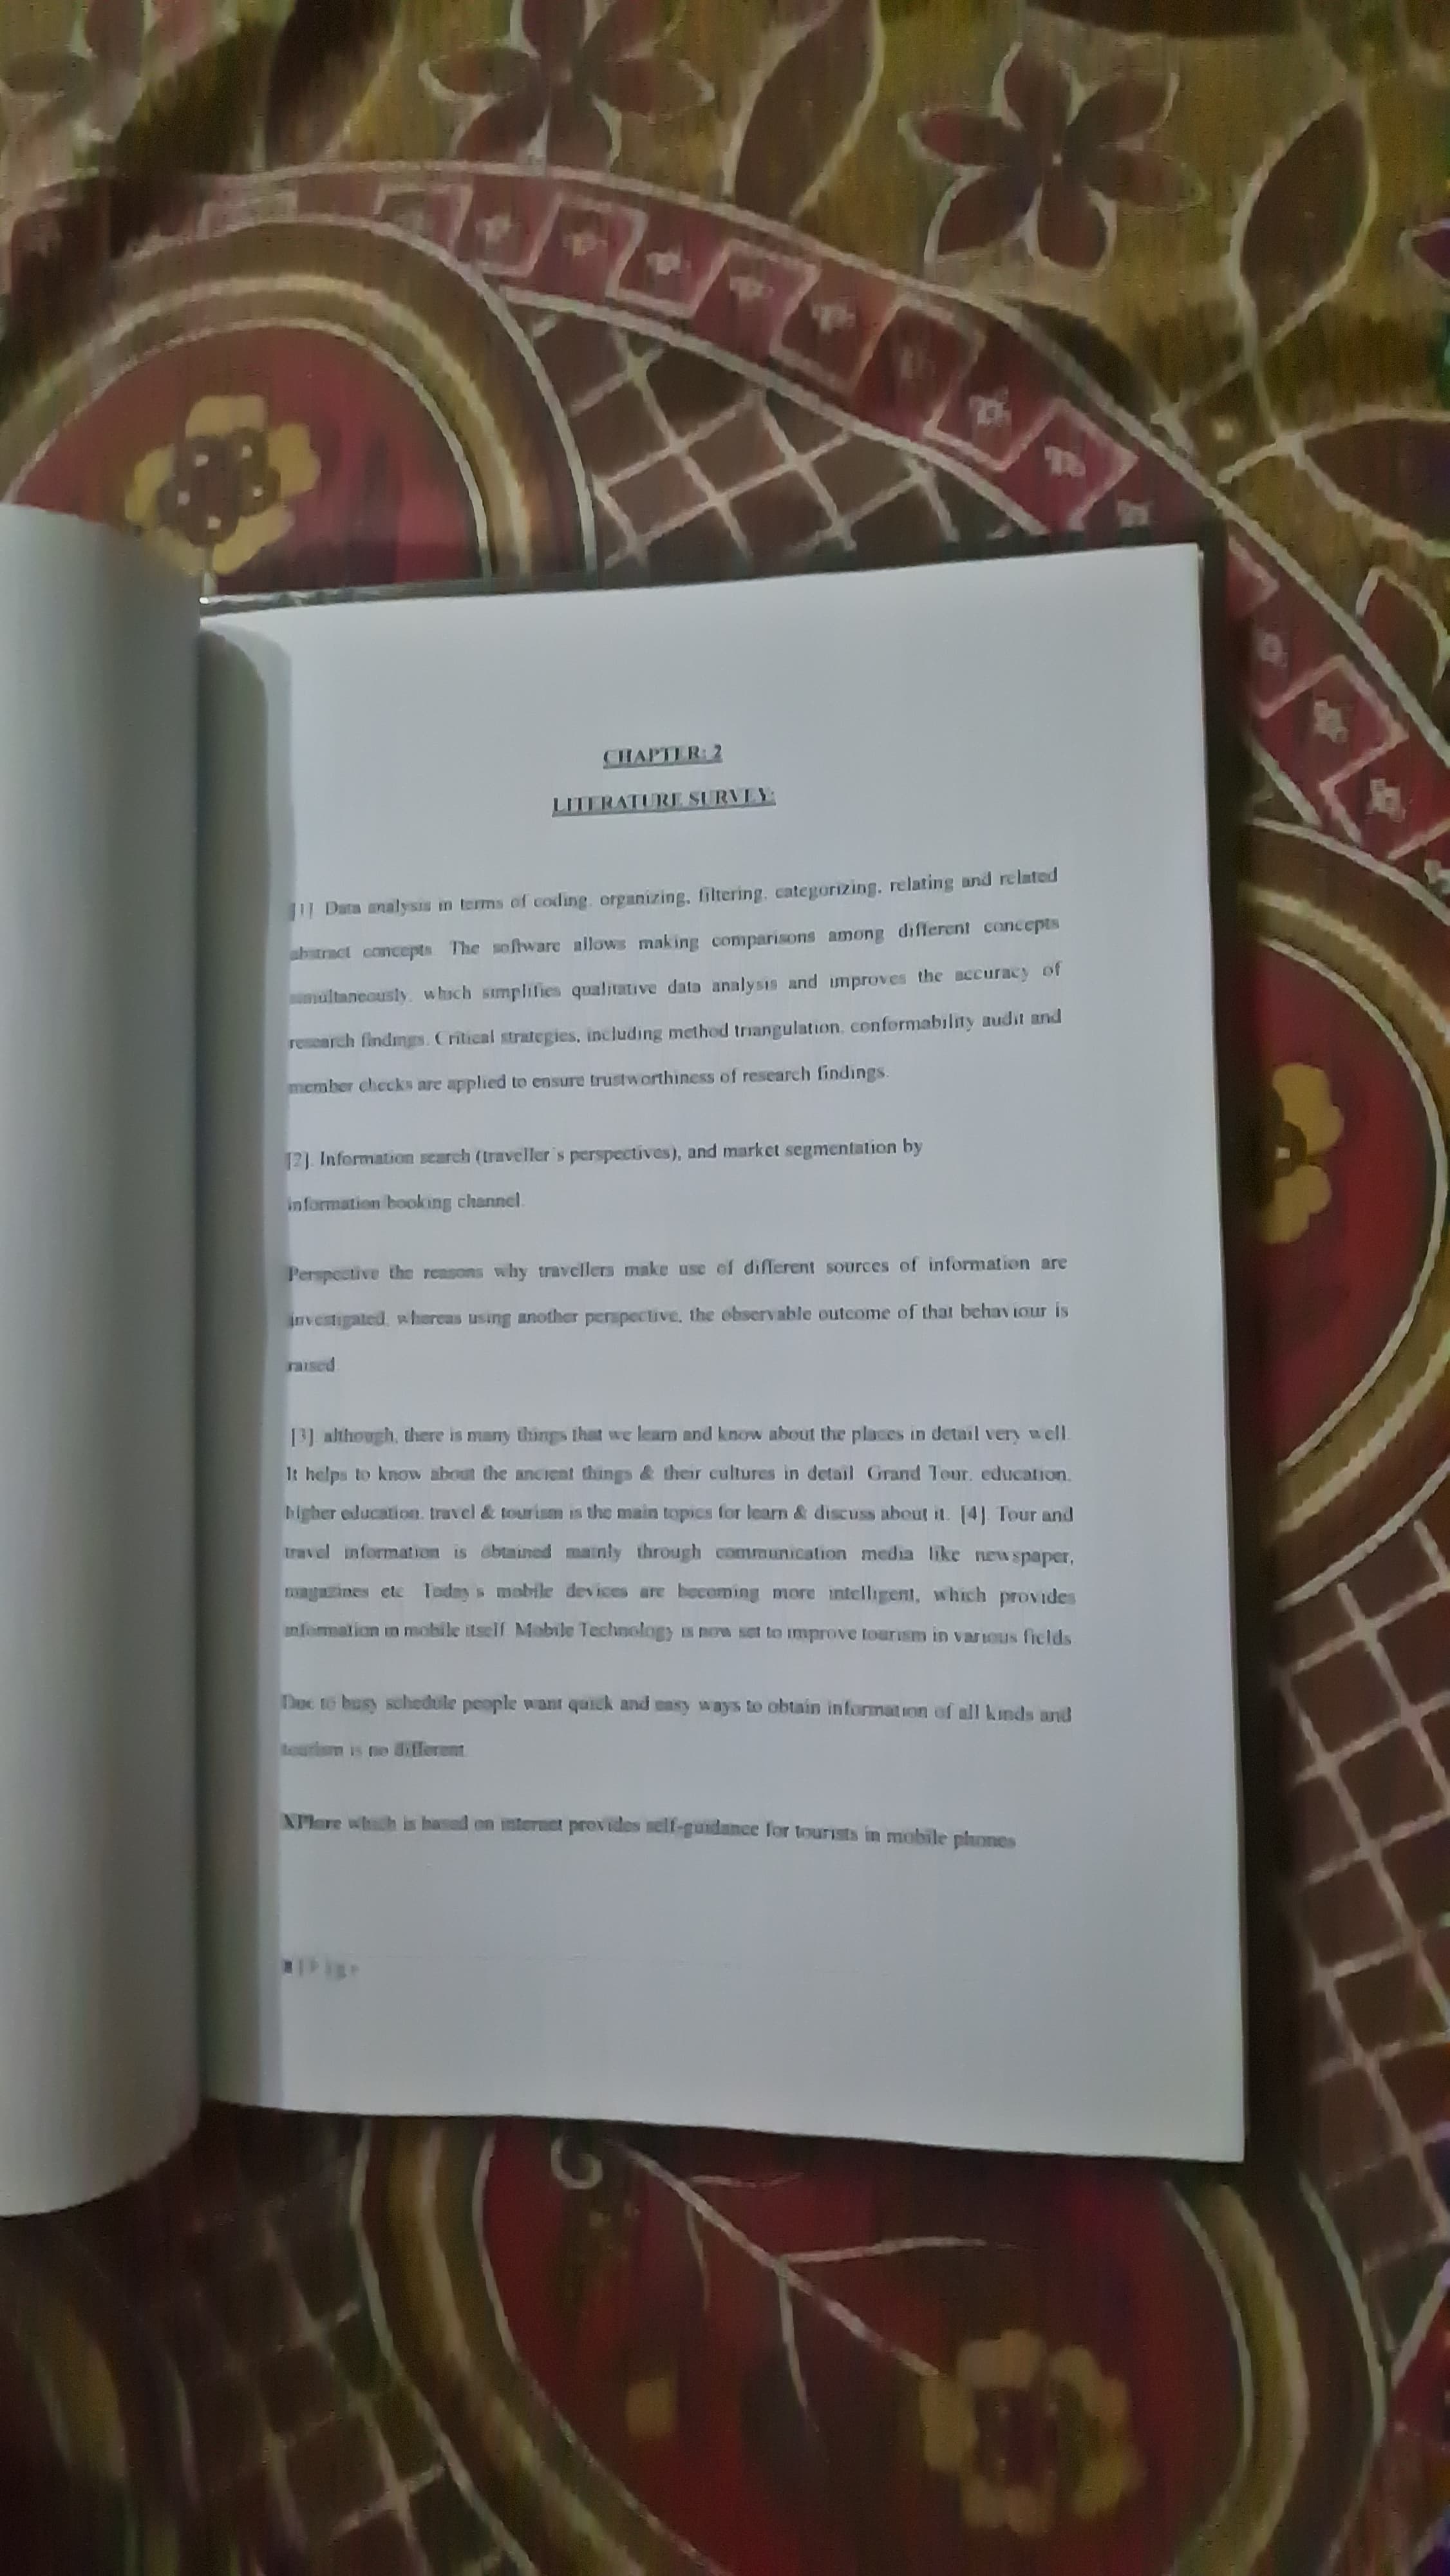 CHAPTER: 2
LITERATURE SURVEY:
[1] Data analysis in terms of coding, organizing, filtering, categorizing, relating and related
abstract concepts. The software allows making comparisons among different concepts
simultaneously, which simplifies qualitative data analysis and improves the accuracy of
research findings. Critical strategies, including method triangulation, conformability audit and
member checks are applied to ensure trustworthiness of research findings.
[2]. Information search (traveller's perspectives), and market segmentation by
information/booking channel.
Perspective the reasons why travellers make use of different sources of information are
investigated, whereas using another perspective, the observable outcome of that behaviour is
raised.
[3] although, there is many things that we learn and know about the places in detail very well.
It helps to know about the ancient things & their cultures in detail Grand Tour, education,
higher education, travel & tourism is the main topics for learn & discuss about it. [4]. Tour and
travel information is obtained mainly through communication media like newspaper,
magazines etc. Today's mobile devices are becoming more intelligent, which provides
information in mobile itself. Mobile Technology is now set to improve tourism in various fields.
Due to busy schedule people want quick and easy ways to obtain information of all kinds and
tourism is no different.
XPlore which is based on internet provides self-guidance for tourists in mobile phones
8 | P a g e